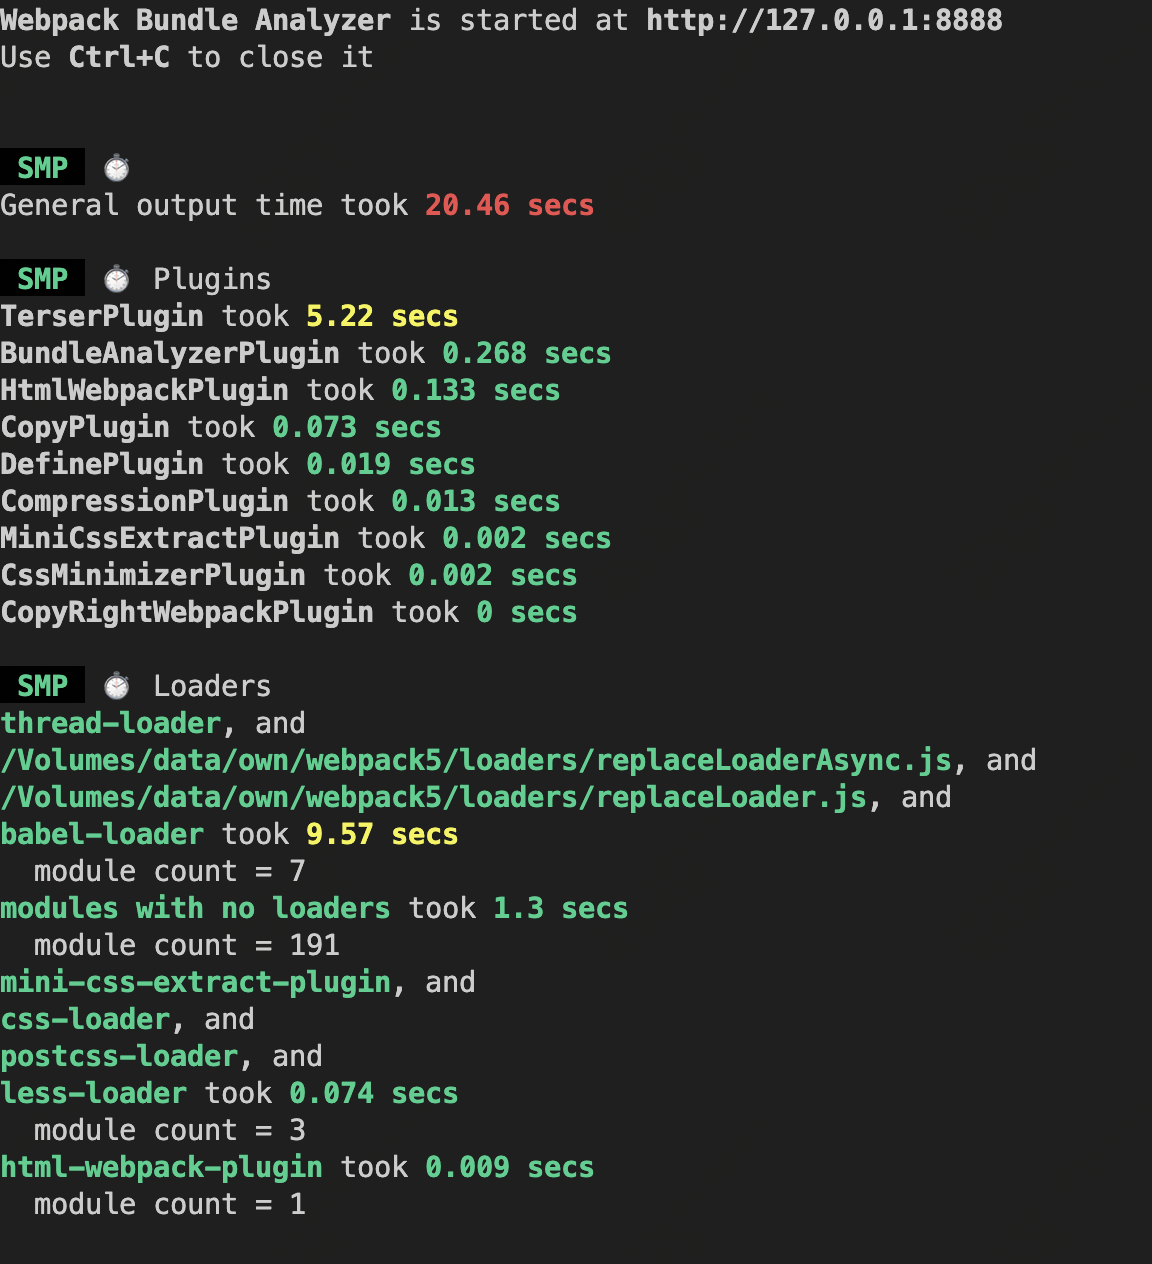 Webpack Bundle Analyzer is started at http://127.0.0.1:8888
Use Ctrl+C to close it
SMP ⏱
General output time took 20.46 secs
SMP ⏱ Plugins
TerserPlugin took 5.22 secs
BundleAnalyzerPlugin took 0.268 secs
HtmlWebpackPlugin took 0.133 secs
CopyPlugin took 0.073 secs
DefinePlugin took 0.019 secs
CompressionPlugin took 0.013 secs
MiniCssExtractPlugin took 0.002 secs
CssMinimizerPlugin took 0.002 secs
CopyRightWebpackPlugin took 0 secs
SMP ⏱ Loaders
thread-loader, and
/Volumes/data/own/webpack5/loaders/replaceLoaderAsync.js, and
/Volumes/data/own/webpack5/loaders/replaceLoader.js, and
babel-loader took 9.57 secs
  module count = 7
modules with no loaders took 1.3 secs
  module count = 191
mini-css-extract-plugin, and
css-loader, and
postcss-loader, and
less-loader took 0.074 secs
  module count = 3
html-webpack-plugin took 0.009 secs
  module count = 1